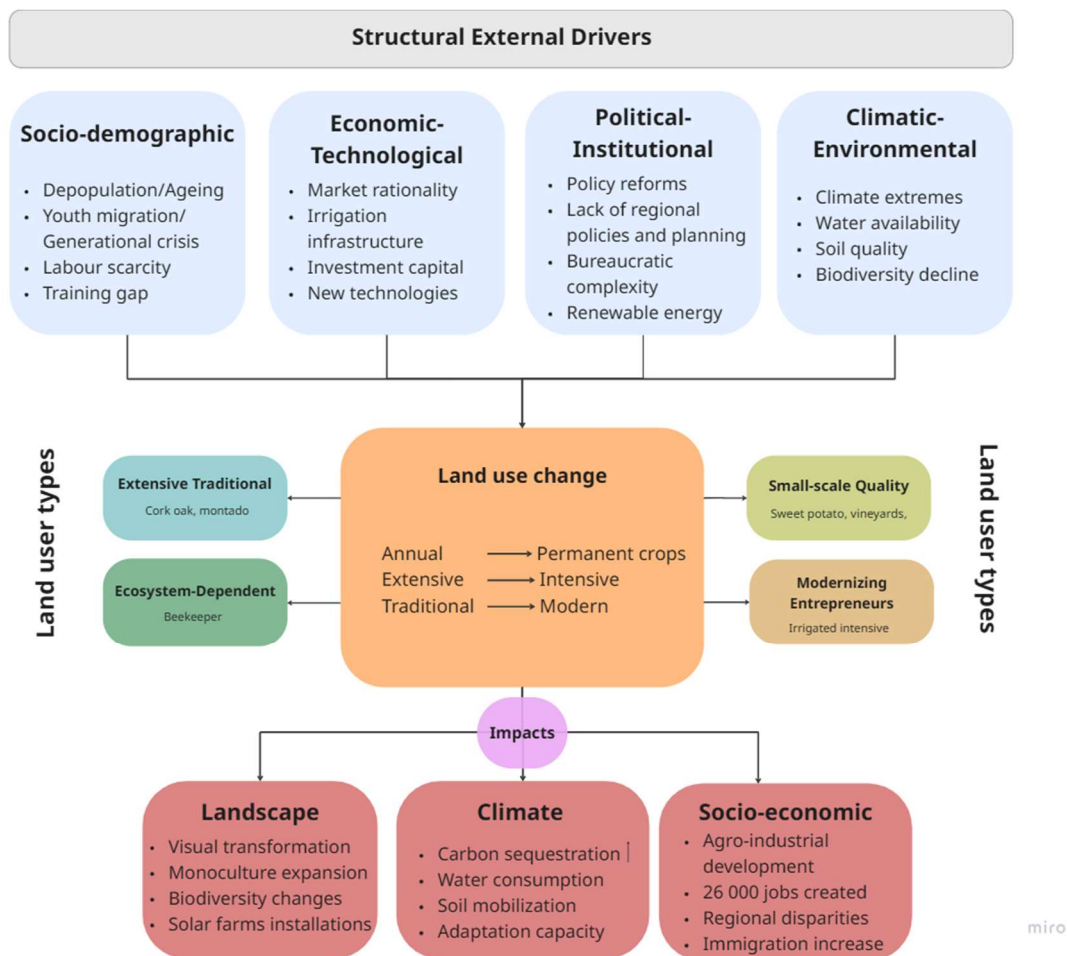 Structural External Drivers
Socio-demographic
• Depopulation/Ageing
• Youth migration/
Generational crisis
• Labour scarcity
• Training gap
Economic-
Technological
• Market rationality
• Irrigation
infrastructure
• Investment capital
• New technologies
Political-
Institutional
• Policy reforms
• Lack of regional
policies and planning
• Bureaucratic
complexity
• Renewable energy
Climatic-
Environmental
• Climate extremes
• Water availability
• Soil quality
• Biodiversity decline
Land user types
Extensive Traditional
Cork oak, montado
Ecosystem-Dependent
Beekeeper
Land use change
Annual → Permanent crops
Extensive → Intensive
Traditional → Modern
Small-scale Quality
Sweet potato, vineyards,
Modernizing
Entrepreneurs
Irrigated intensive
Land user types
Impacts
Landscape
• Visual transformation
• Monoculture expansion
• Biodiversity changes
• Solar farms installations
Climate
• Carbon sequestration
• Water consumption
• Soil mobilization
• Adaptation capacity
Socio-economic
• Agro-industrial
development
• 26 000 jobs created
• Regional disparities
• Immigration increase
miro